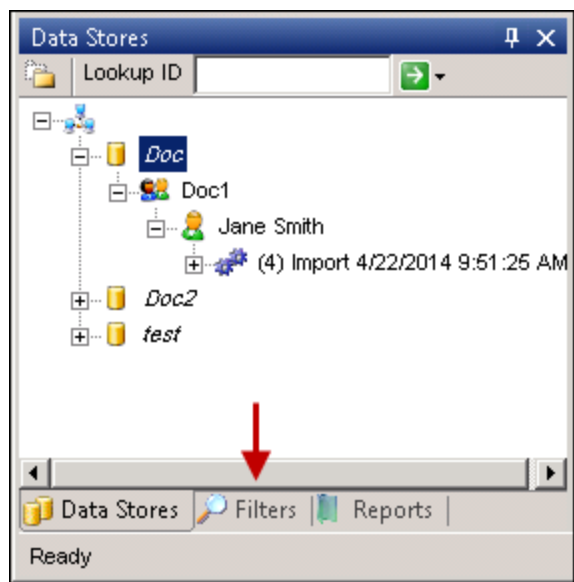 Data Stores
Lookup ID
Doc
Doc1
Jane Smith
(4) Import 4/22/2014 9:51:25 AM
Doc2
test
Data Stores Filters Reports
Ready